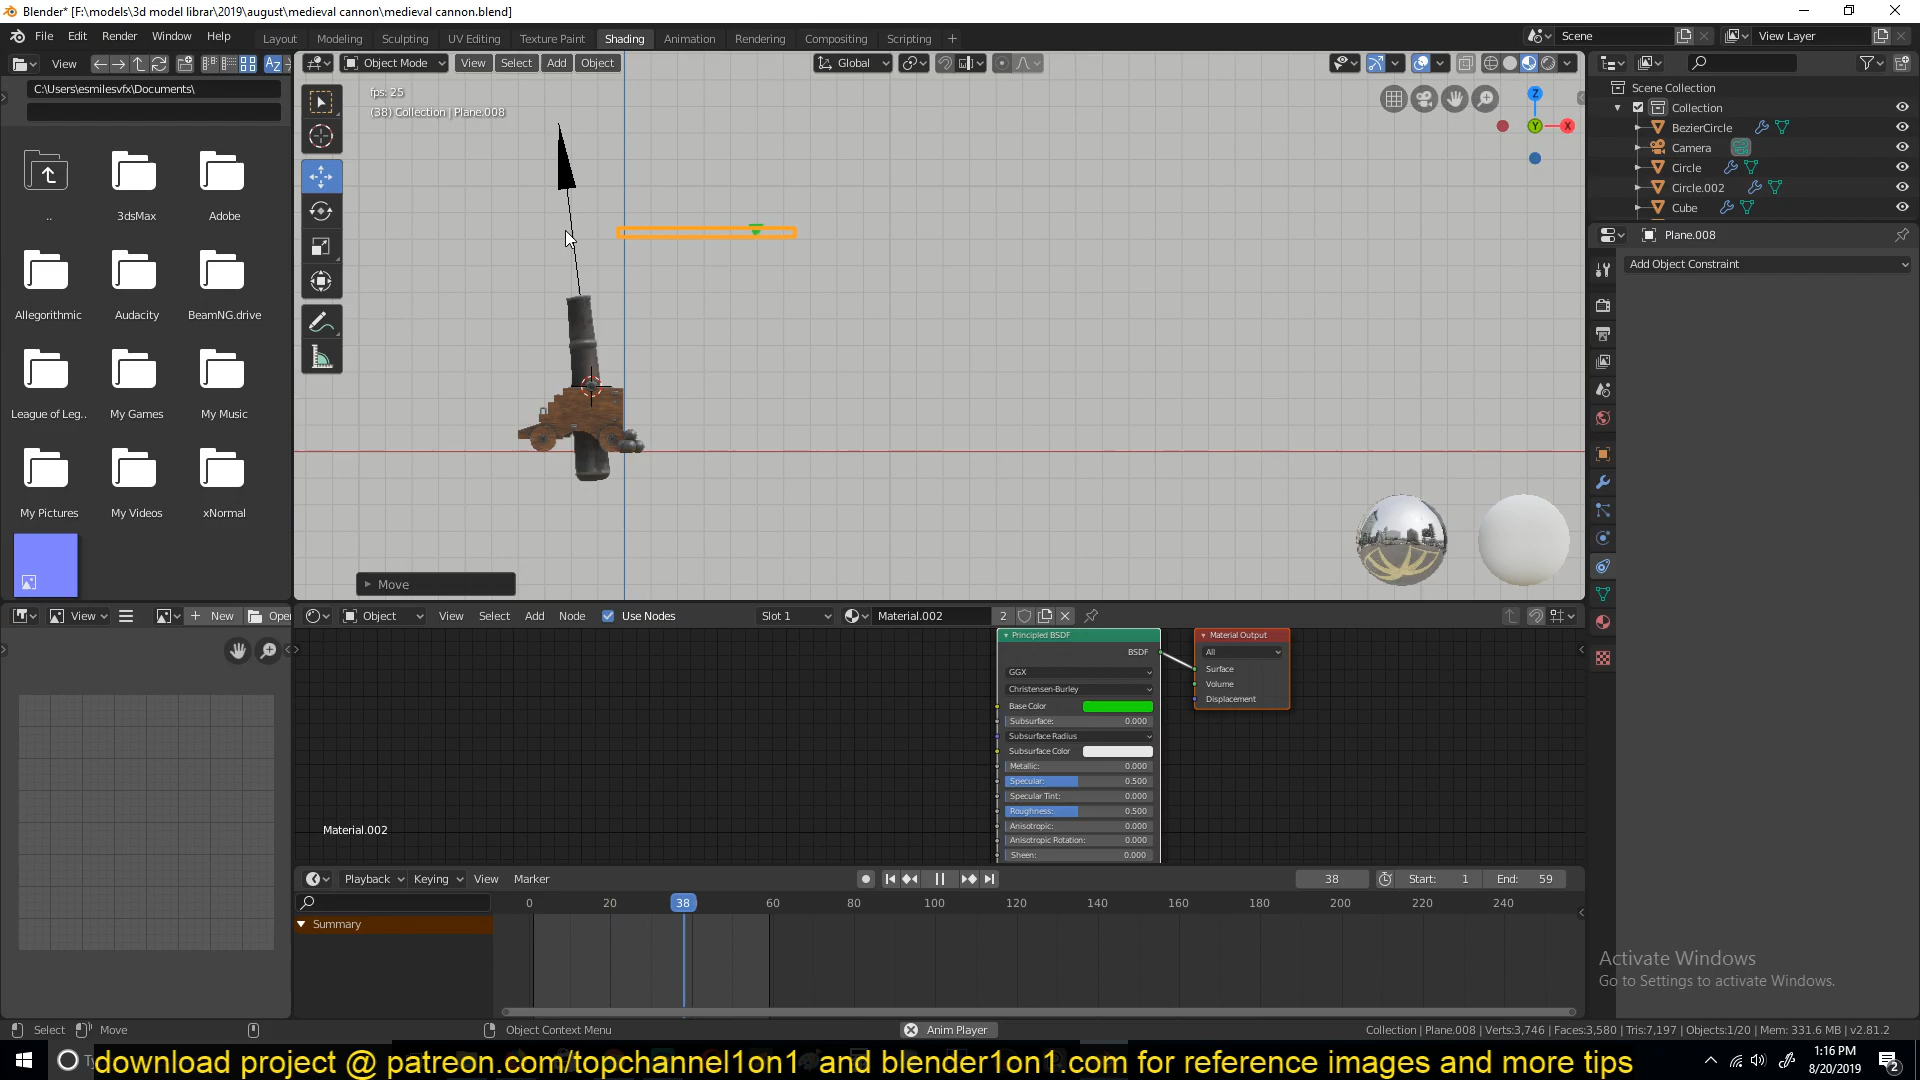 Blender* [F:\models\3d model librar\2019\august\medieval cannon\medieval cannon.blend]
File Edit Render Window Help
Layout Modeling Sculpting UV Editing Texture Paint Shading Animation Rendering Compositing Scripting
Scene
View Layer
View
Object Mode View Select Add Object
Global
C:\Users\esmilesvfx\Documents\
fps: 25
(38) Collection | Plane.008
..
3dsMax
Adobe
Allegorithmic
Audacity
BeamNG.drive
League of Leg..
My Games
My Music
My Pictures
My Videos
xNormal
Z
Y
X
Scene Collection
Collection
BezierCircle
Camera
Circle
Circle.002
Cube
Plane.008
Add Object Constraint
Move
View
New
Open
Object View Select Add Node Use Nodes
Slot 1
Material.002
2
Principled BSDF
BSDF
GGX
Christensen-Burley
Base Color
Subsurface: 0.000
Subsurface Radius
Subsurface Color
Metallic: 0.000
Specular: 0.500
Specular Tint: 0.000
Roughness: 0.500
Anisotropic: 0.000
Anisotropic Rotation: 0.000
Sheen: 0.000
Material Output
All
Surface
Volume
Displacement
Material.002
Playback Keying View Marker
38
Start: 1
End: 59
0 20 38 60 80 100 120 140 160 180 200 220 240
Summary
Activate Windows
Go to Settings to activate Windows.
Select Move Object Context Menu
Anim Player
Collection | Plane.008 | Verts:3,746 | Faces:3,580 | Tris:7,197 | Objects:1/20 | Mem: 331.6 MB | v2.81.2
download project @ patreon.com/topchannel1on1 and blender1on1.com for reference images and more tips
1:16 PM
8/20/2019
2